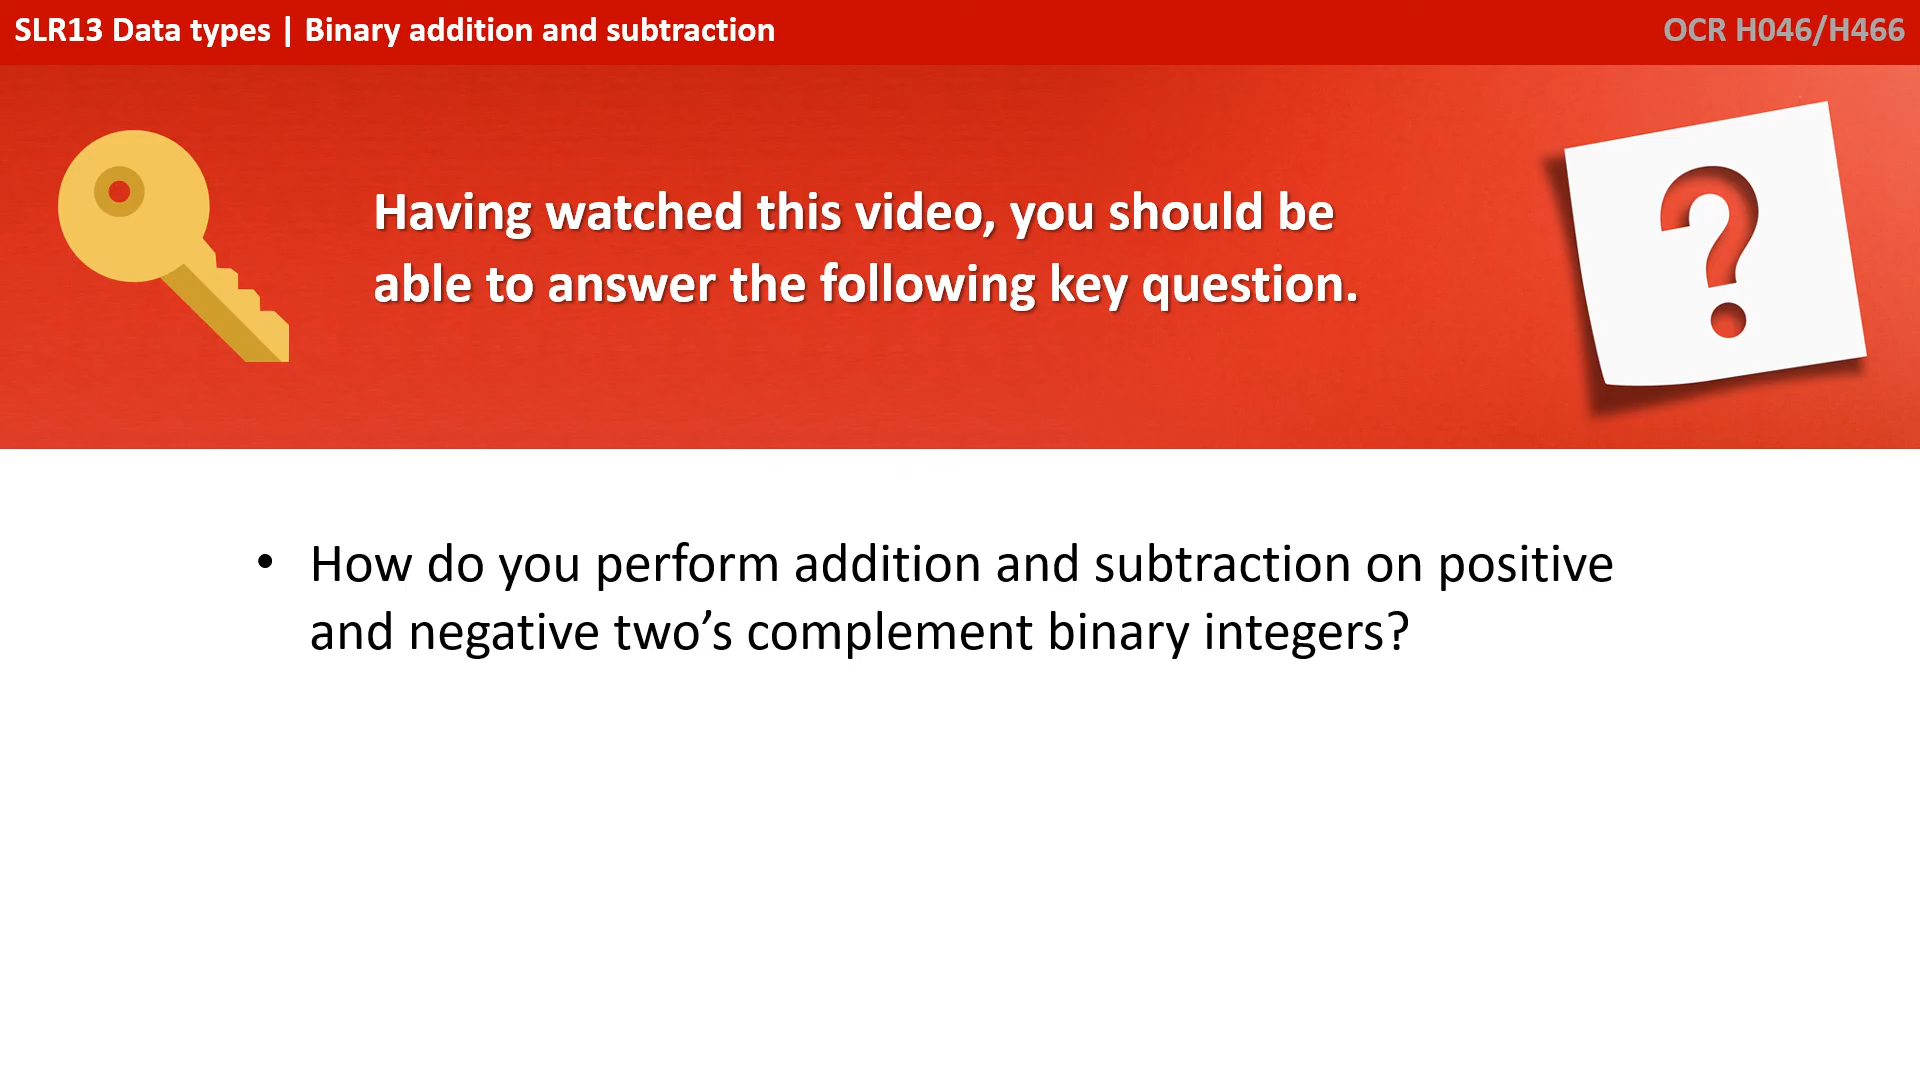 SLR13 Data types | Binary addition and subtraction
OCR H046/H466
Having watched this video, you should be
able to answer the following key question.
?
• How do you perform addition and subtraction on positive
and negative two’s complement binary integers?